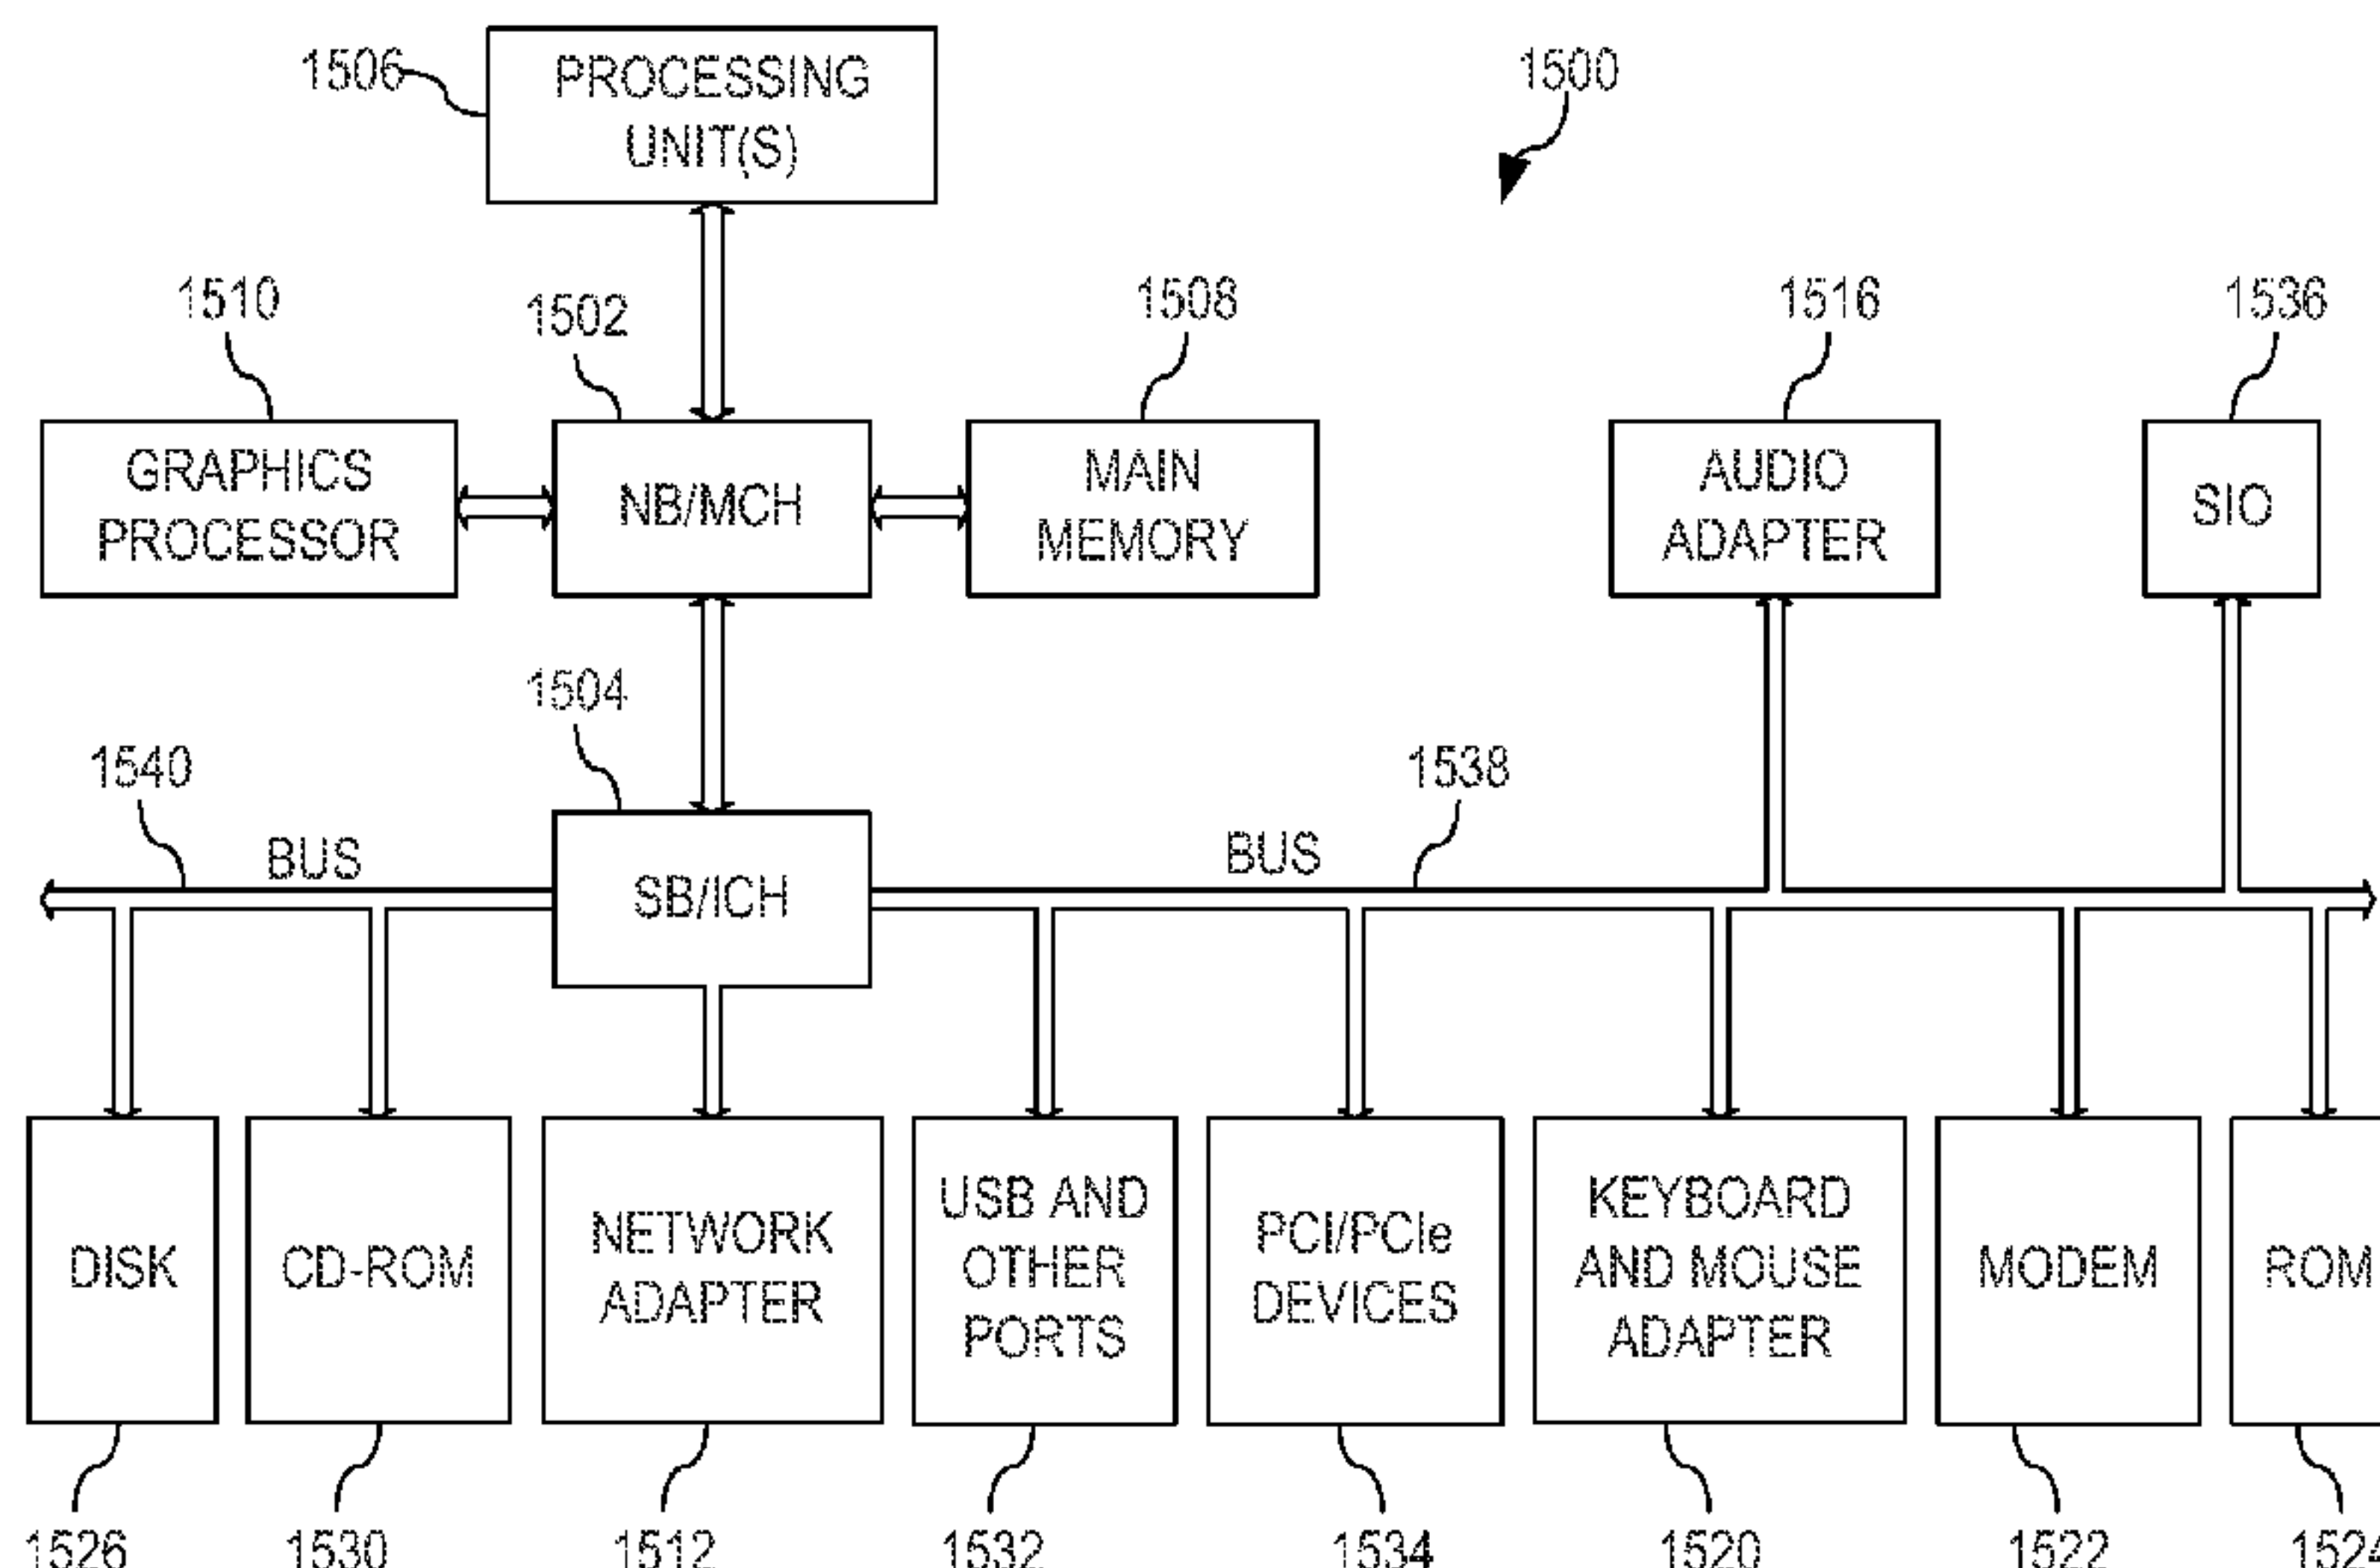 1506
PROCESSING
UNIT(S)
1500
1510
1502
1508
1516
1536
GRAPHICS
PROCESSOR
NB/MCH
MAIN
MEMORY
AUDIO
ADAPTER
SIO
1504
1540
1538
BUS
BUS
SB/ICH
DISK
CD-ROM
NETWORK
ADAPTER
USB AND
OTHER
PORTS
PCI/PCIe
DEVICES
KEYBOARD
AND MOUSE
ADAPTER
MODEM
ROM
1526
1530
1512
1532
1534
1520
1522
1524